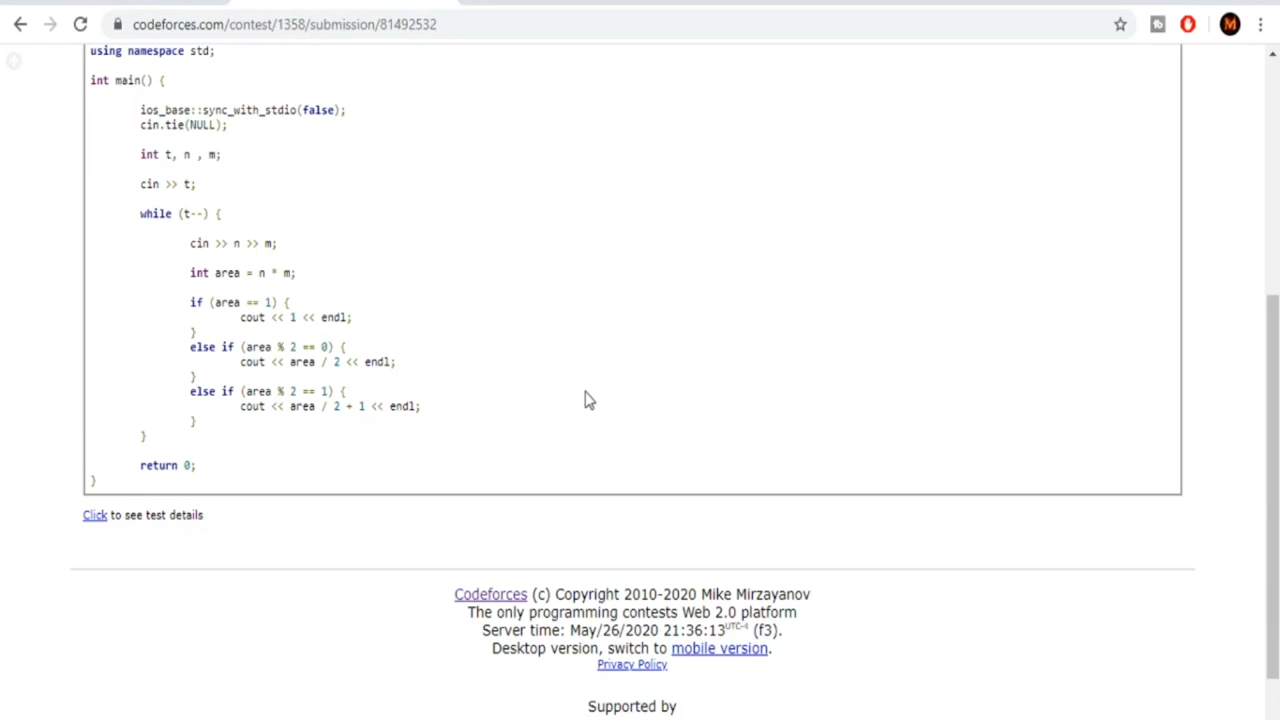 codeforces.com/contest/1358/submission/81492532
using namespace std;
int main() {
ios_base::sync_with_stdio(false);
cin.tie(NULL);
int t, n , m;
cin >> t;
while (t--) {
cin >> n >> m;
int area = n * m;
if (area == 1) {
cout << 1 << endl;
}
else if (area % 2 == 0) {
cout << area / 2 << endl;
}
else if (area % 2 == 1) {
cout << area / 2 + 1 << endl;
}
}
return 0;
}
Click to see test details
Codeforces (c) Copyright 2010-2020 Mike Mirzayanov
The only programming contests Web 2.0 platform
Server time: May/26/2020 21:36:13UTC-4 (f3).
Desktop version, switch to mobile version.
Privacy Policy
Supported by